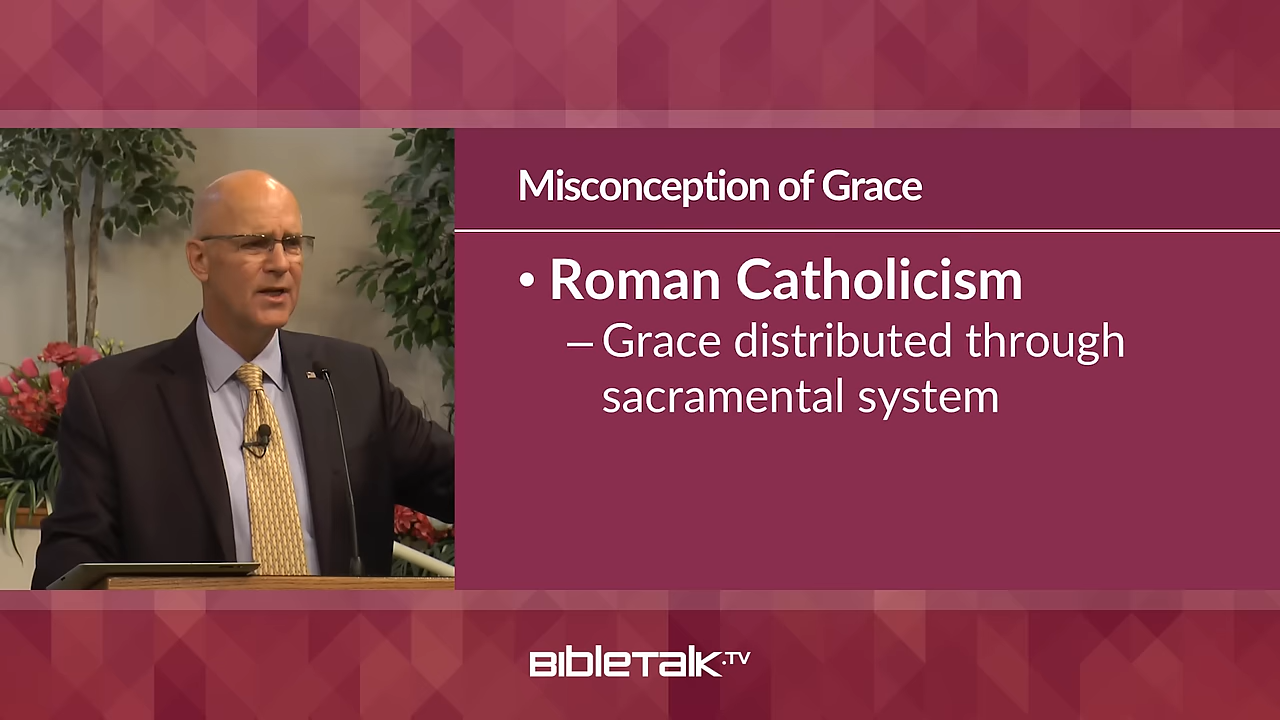 Misconception of Grace
• Roman Catholicism
– Grace distributed through
sacramental system
BIBLETALK.TV